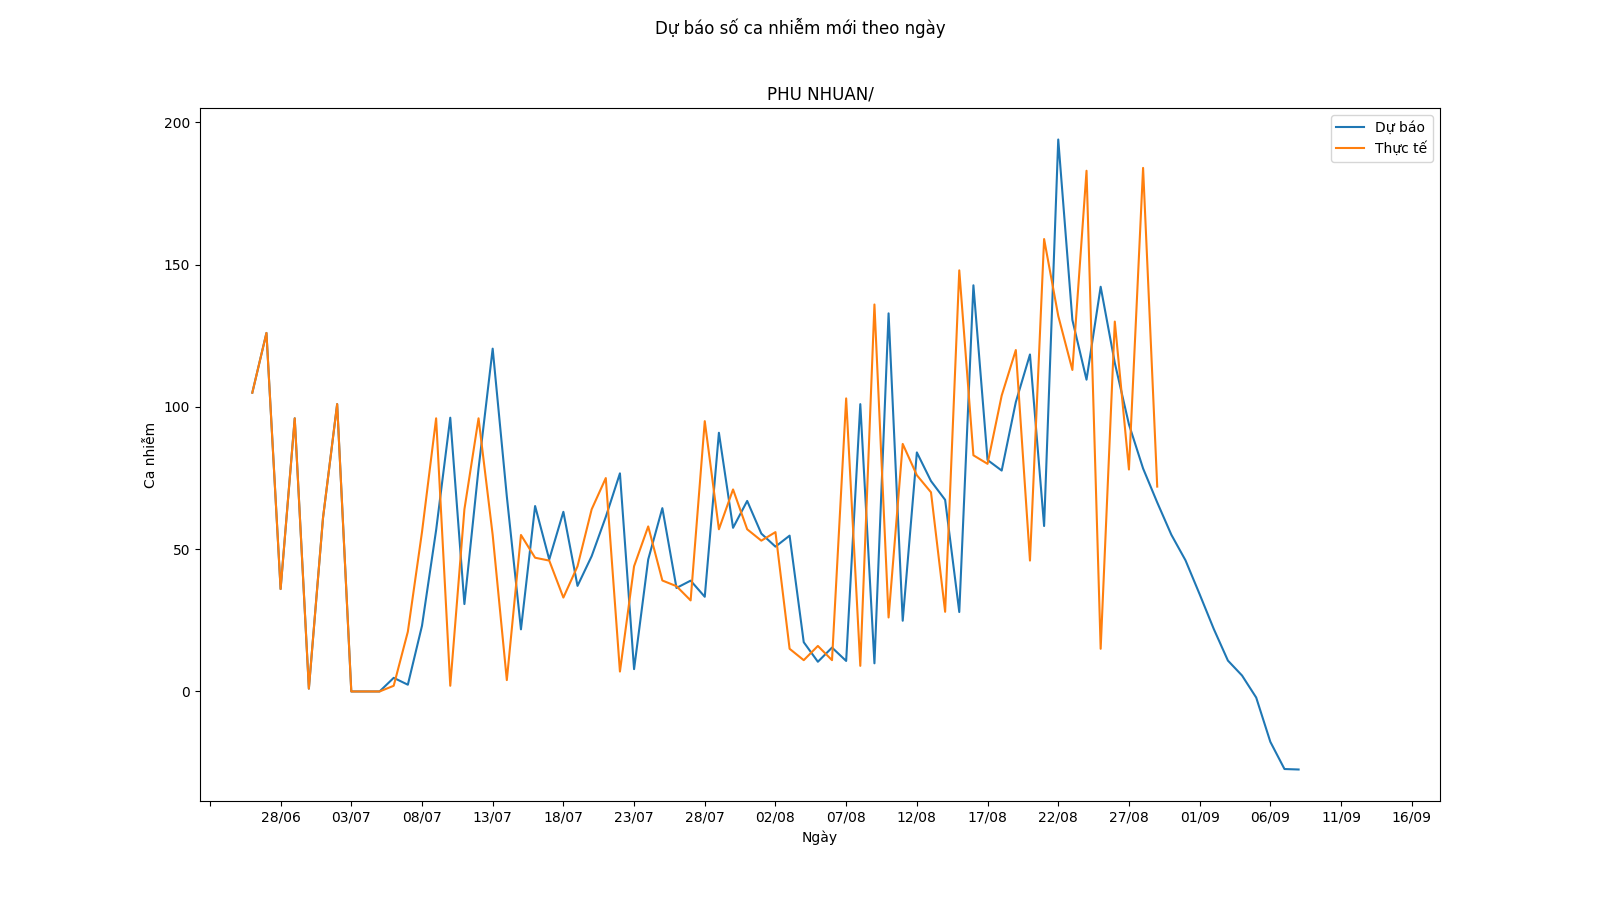 Dự báo số ca nhiễm mới theo ngày
PHU NHUAN/
Dự báo
Thực tế
200
150
100
50
0
Ca nhiễm
28/06 03/07 08/07 13/07 18/07 23/07 28/07 02/08 07/08 12/08 17/08 22/08 27/08 01/09 06/09 11/09 16/09
Ngày